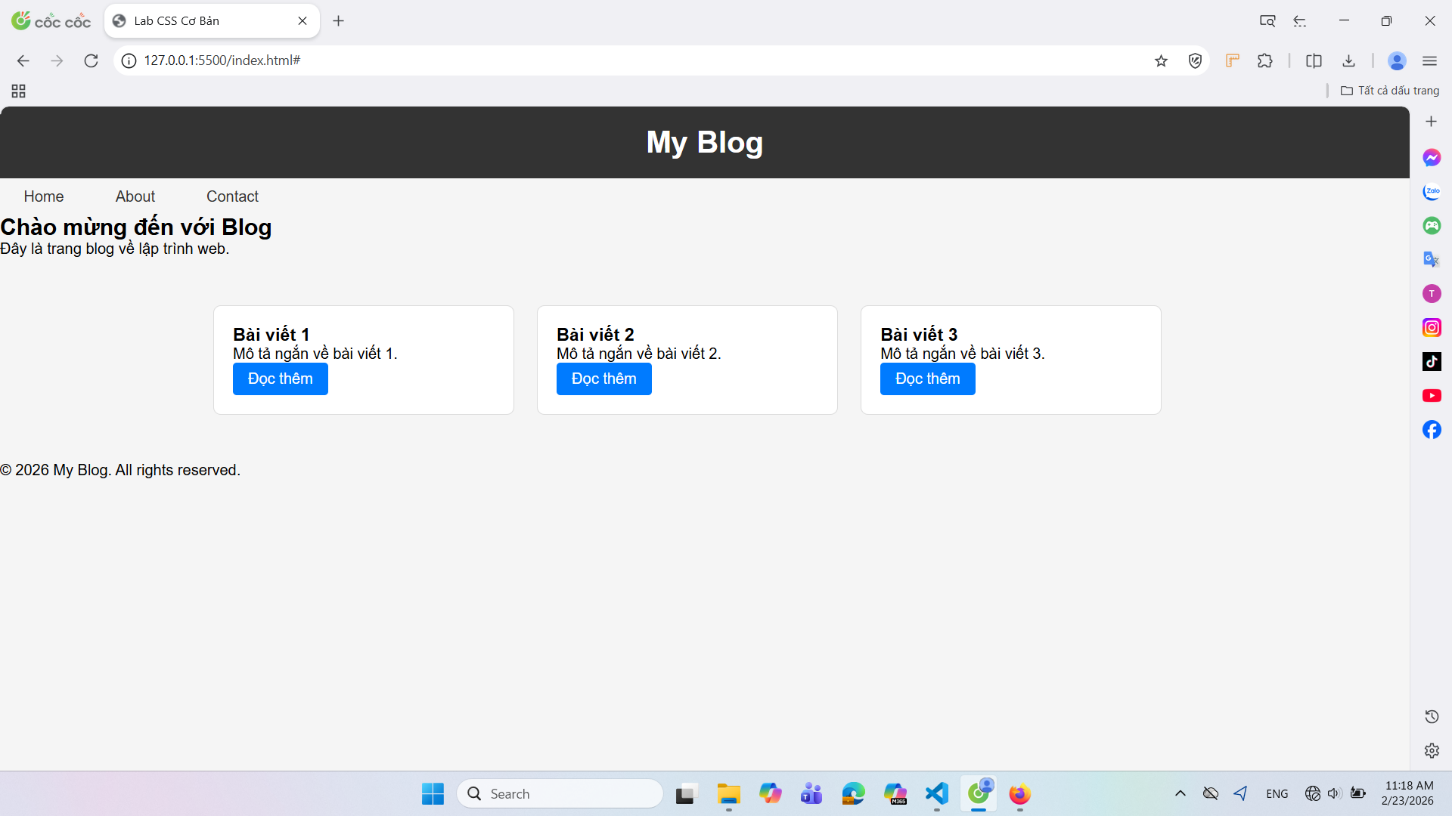 cốc cốc
Lab CSS Cơ Bản
127.0.0.1:5500/index.html#
Tất cả dấu trang
My Blog
Home About Contact
Chào mừng đến với Blog
Đây là trang blog về lập trình web.
Bài viết 1
Mô tả ngắn về bài viết 1.
Đọc thêm
Bài viết 2
Mô tả ngắn về bài viết 2.
Đọc thêm
Bài viết 3
Mô tả ngắn về bài viết 3.
Đọc thêm
© 2026 My Blog. All rights reserved.
Zalo
G
T
Search
T
M365
ENG
11:18 AM
2/23/2026